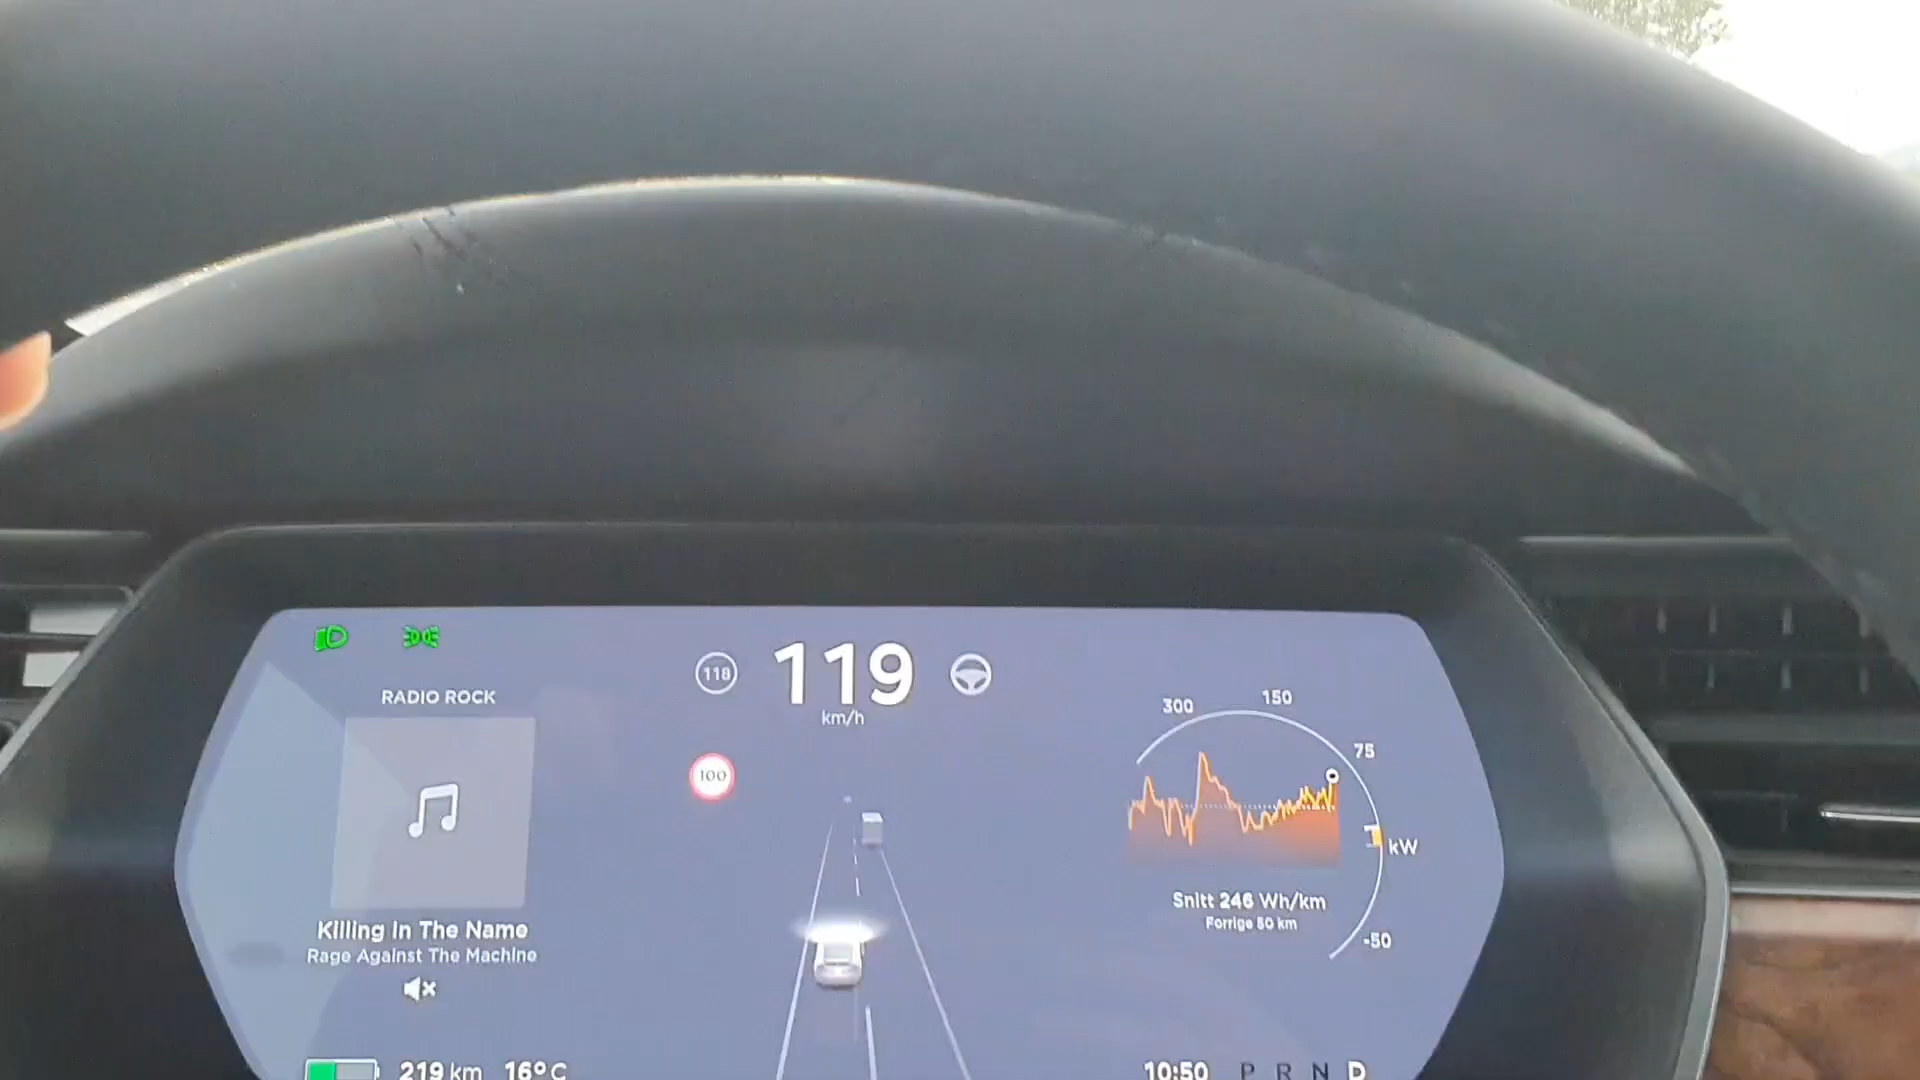 RADIO ROCK
Killing In The Name
Rage Against The Machine
219 km 16° C
118
119
km/h
100
300
150
75
kW
-50
Snitt 246 Wh/km
Forrige 50 km
10:50 P R N D